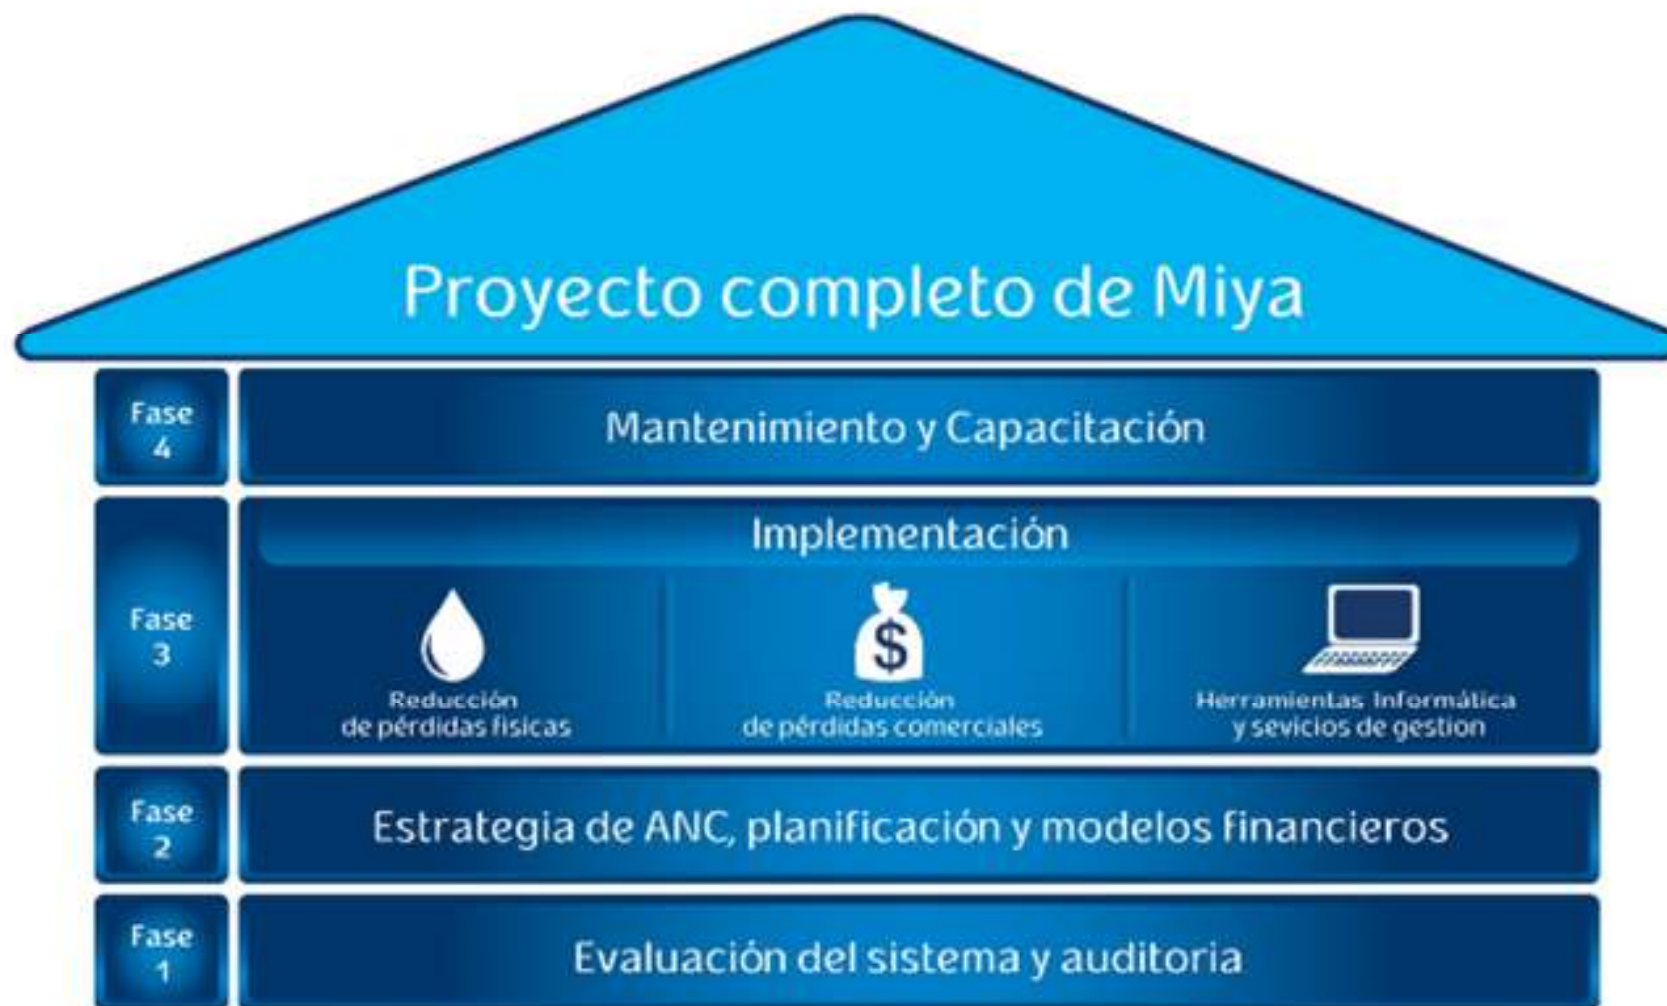 Proyecto completo de Miya
Fase
4
Mantenimiento y Capacitación
Implementación
Fase
3
$
Reducción
de pérdidas fisicas
Reducción
de pérdidas comerciales
Herramientas Informática
y sevicios de gestion
Fase
2
Estrategia de ANC, planificación y modelos financieros
Fase
1
Evaluación del sistema y auditoria